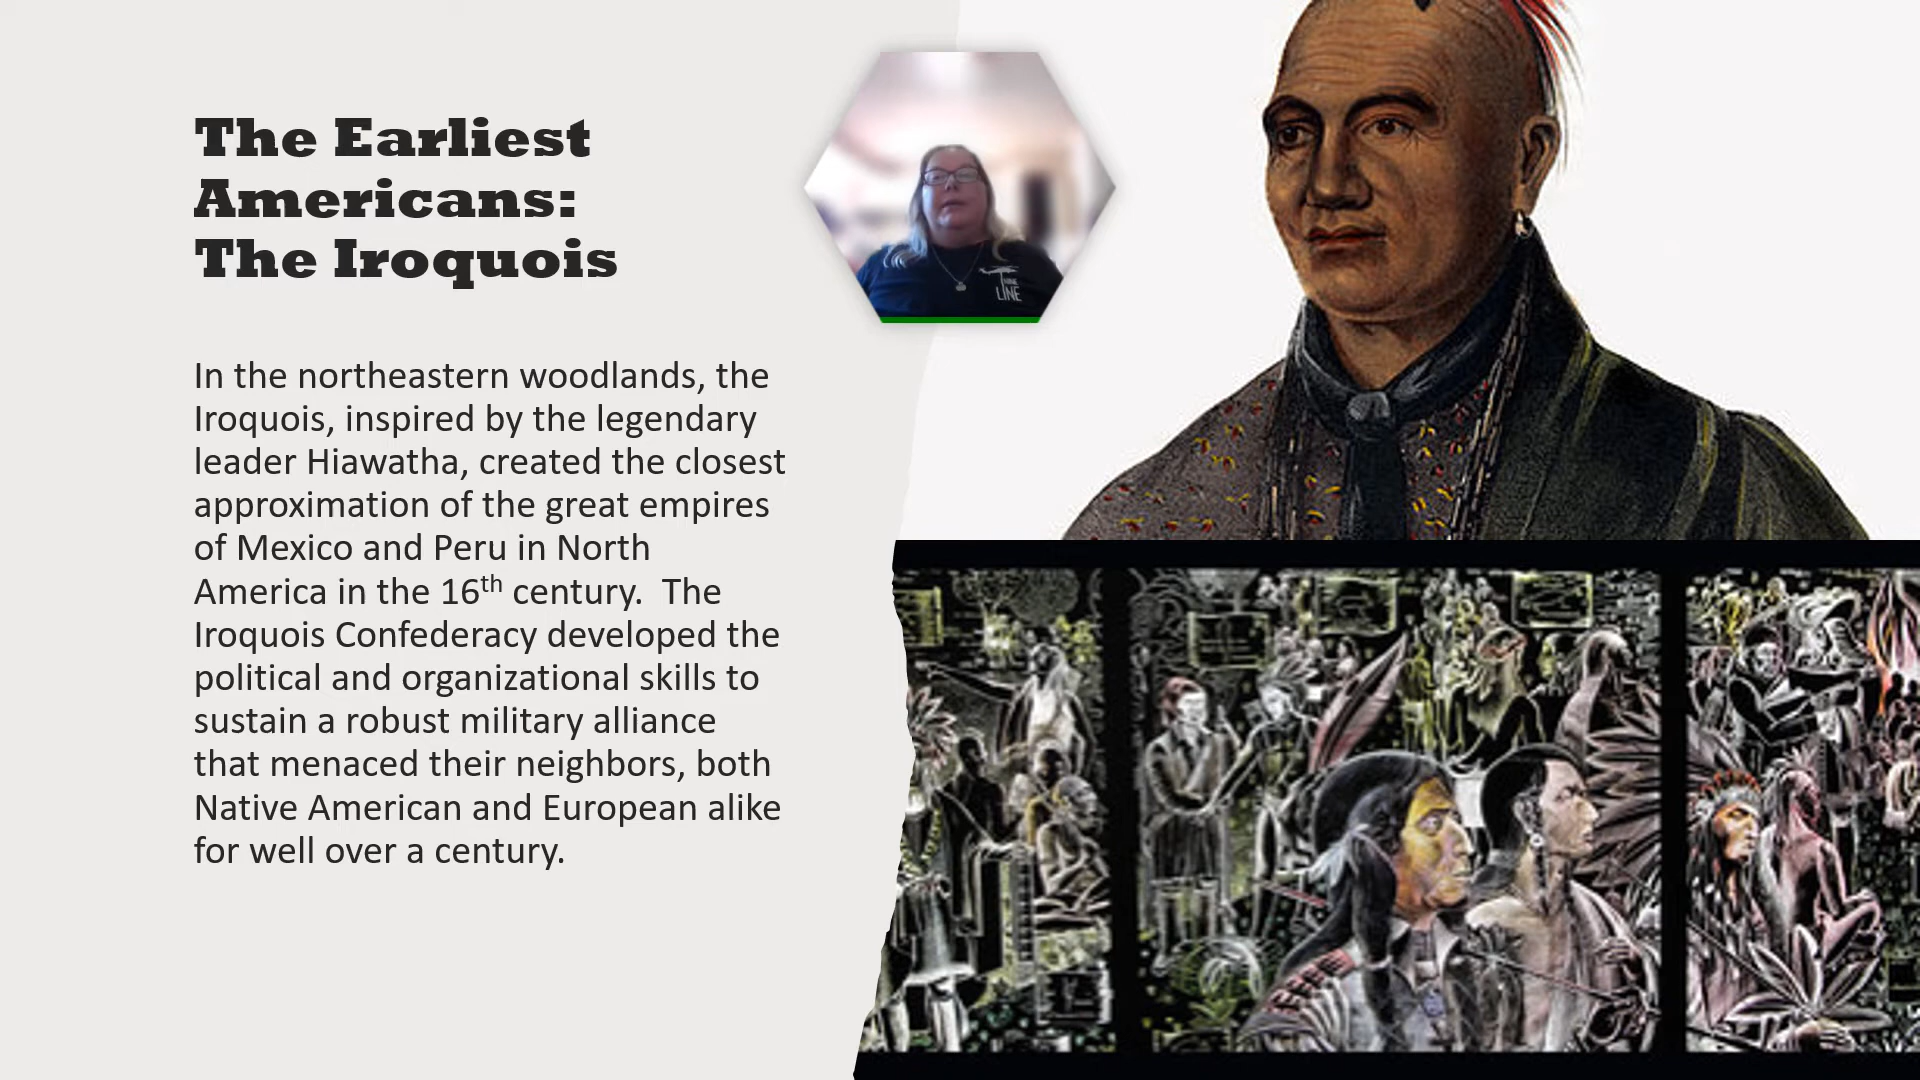 The Earliest
Americans:
The Iroquois
In the northeastern woodlands, the
Iroquois, inspired by the legendary
leader Hiawatha, created the closest
approximation of the great empires
of Mexico and Peru in North
America in the 16th century.  The
Iroquois Confederacy developed the
political and organizational skills to
sustain a robust military alliance
that menaced their neighbors, both
Native American and European alike
for well over a century.
NINE
LINE